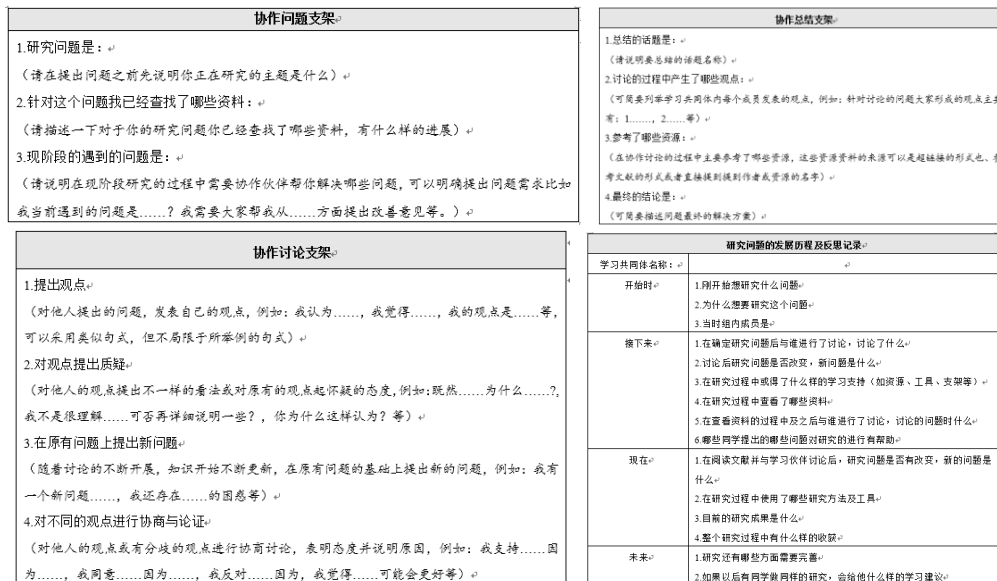 协作问题支架
1.研究问题是：
（请在提出问题之前先说明你正在研究的主题是什么）
2.针对这个问题我已经查找了哪些资料：
（请描述一下对于你的研究问题你已经查找了哪些资料，有什么样的进展）
3.现阶段的遇到的问题是：
（请说明在现阶段研究的过程中需要协作伙伴帮你解决哪些问题，可以明确提出问题需求比如
我当前遇到的问题是……？我需要大家帮我从……方面提出改善意见等。）
协作总结支架
1.总结的话题是：
（请说明要总结的话题名称）
2.讨论的过程中产生了哪些观点：
（可简要列举学习共同体内每个成员发表的观点，例如：针对讨论的问题大家形成的观点主要
有：1……，2……等）
3.参考了哪些资源：
（在协作讨论的过程中主要参考了哪些资源，这些资源资料的来源可以是超链接的形式也、参
考文献的形式或者直接提到提到作者或资源的名字）
4.最终的结论是：
（可简要描述问题最终的解决方案）
协作讨论支架
1.提出观点
（对他人提出的问题，发表自己的观点，例如：我认为……，我觉得……，我的观点是……等，
可以采用类似句式，但不局限于所举例的句式）
2.对观点提出质疑
（对他人的观点提出不一样的看法或对原有的观点起怀疑的态度,例如:既然……为什么……?,
我不是很理解……可否再详细说明一些？，你为什么这样认为？等）
3.在原有问题上提出新问题
（随着讨论的不断开展，知识开始不断更新，在原有问题的基础上提出新的问题，例如：我有
一个新问题……，我还存在……的困惑等）
4.对不同的观点进行协商与论证
（对他人的观点或有分歧的观点进行协商讨论，表明态度并说明原因，例如：我支持……因
为……，我同意……因为……，我反对……因为，我觉得……可能会更好等）
研究问题的发展历程及反思记录
学习共同体名称：
开始时
1.刚开始想研究什么问题
2.为什么想要研究这个问题
3.当时组内成员是
接下来
1.在确定研究问题后与谁进行了讨论，讨论了什么
2.讨论后研究问题是否改变，新问题是什么
3.在研究过程中或得了什么样的学习支持（如资源、工具、支架等）
4.在研究过程中查看了哪些资料
5.在查看资料的过程中及之后与谁进行了讨论，讨论的问题时什么
6.哪些同学提出的哪些问题对研究的进行有帮助
现在
1.在阅读文献并与学习伙伴讨论后，研究问题是否有改变，新的问题是
什么
2.在研究过程中使用了哪些研究方法及工具
3.目前的研究成果是什么
4.整个研究过程中有什么样的收获
未来
1.研究还有哪些方面需要完善
2.如果以后有同学做同样的研究，会给他什么样的学习建议